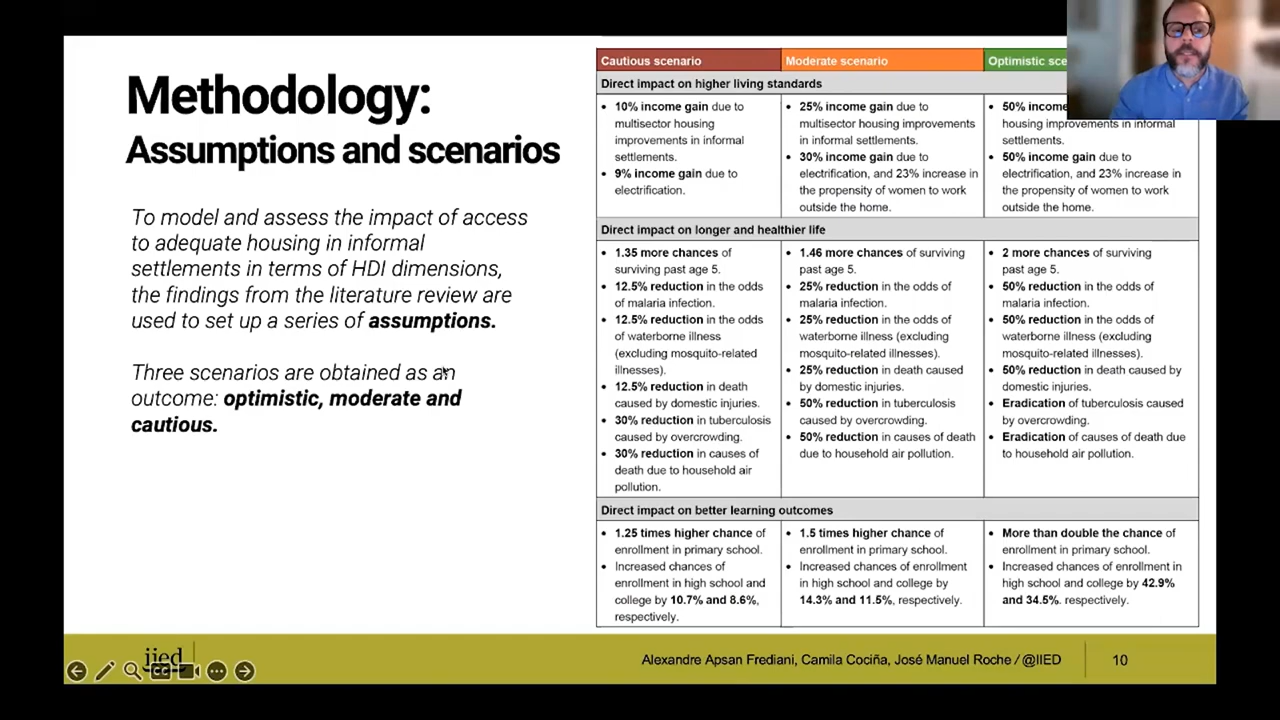 Methodology:
Assumptions and scenarios
To model and assess the impact of access
to adequate housing in informal
settlements in terms of HDI dimensions,
the findings from the literature review are
used to set up a series of assumptions.
Three scenarios are obtained as an
outcome: optimistic, moderate and
cautious.
Cautious scenario
Moderate scenario
Optimistic
Direct impact on higher living standards
• 10% income gain due to
multisector housing
improvements in informal
settlements.
• 9% income gain due to
electrification.
• 25% income gain due to
multisector housing improvements
in informal settlements.
• 30% income gain due to
electrification, and 23% increase in
the propensity of women to work
outside the home.
• 50%
housing improvements in informal
settlements.
• 50% income gain due to
electrification, and 23% increase in
the propensity of women to work
outside the home.
Direct impact on longer and healthier life
• 1.35 more chances of
surviving past age 5.
• 12.5% reduction in the odds
of malaria infection.
• 12.5% reduction in the odds
of waterborne illness
(excluding mosquito-related
illnesses).
• 12.5% reduction in death
caused by domestic injuries.
• 30% reduction in tuberculosis
caused by overcrowding.
• 30% reduction in causes of
death due to household air
pollution.
• 1.46 more chances of surviving
past age 5.
• 25% reduction in the odds of
malaria infection.
• 25% reduction in the odds of
waterborne illness (excluding
mosquito-related illnesses).
• 25% reduction in death caused
by domestic injuries.
• 50% reduction in tuberculosis
caused by overcrowding.
• 50% reduction in causes of death
due to household air pollution.
• 2 more chances of surviving
past age 5.
• 50% reduction in the odds of
malaria infection.
• 50% reduction in the odds of
waterborne illness (excluding
mosquito-related illnesses).
• 50% reduction in death caused by
domestic injuries.
• Eradication of tuberculosis caused
by overcrowding.
• Eradication of causes of death due
to household air pollution.
Direct impact on better learning outcomes
• 1.25 times higher chance of
enrollment in primary school.
• Increased chances of
enrollment in high school and
college by 10.7% and 8.6%,
respectively.
• 1.5 times higher chance of
enrollment in primary school.
• Increased chances of enrollment
in high school and college by
14.3% and 11.5%, respectively.
• More than double the chance of
enrollment in primary school.
• Increased chances of enrollment in
high school and college by 42.9%
and 34.5%. respectively.
iied
Alexandre Apsan Frediani, Camila Cociña, José Manuel Roche / @IIED
10